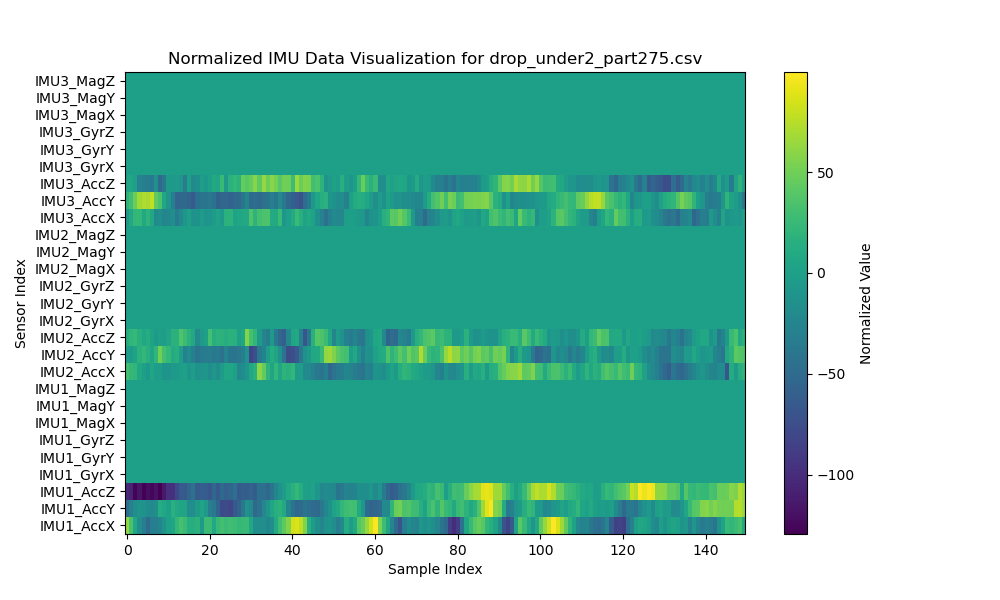 Normalized IMU Data Visualization for drop_under2_part275.csv
IMU3_MagZ
IMU3_MagY
IMU3_MagX
IMU3_GyrZ
IMU3_GyrY
IMU3_GyrX
IMU3_AccZ
IMU3_AccY
IMU3_AccX
IMU2_MagZ
IMU2_MagY
IMU2_MagX
IMU2_GyrZ
IMU2_GyrY
IMU2_GyrX
IMU2_AccZ
IMU2_AccY
IMU2_AccX
IMU1_MagZ
IMU1_MagY
IMU1_MagX
IMU1_GyrZ
IMU1_GyrY
IMU1_GyrX
IMU1_AccZ
IMU1_AccY
IMU1_AccX
Sensor Index
0 20 40 60 80 100 120 140
Sample Index
50
0
−50
−100
Normalized Value